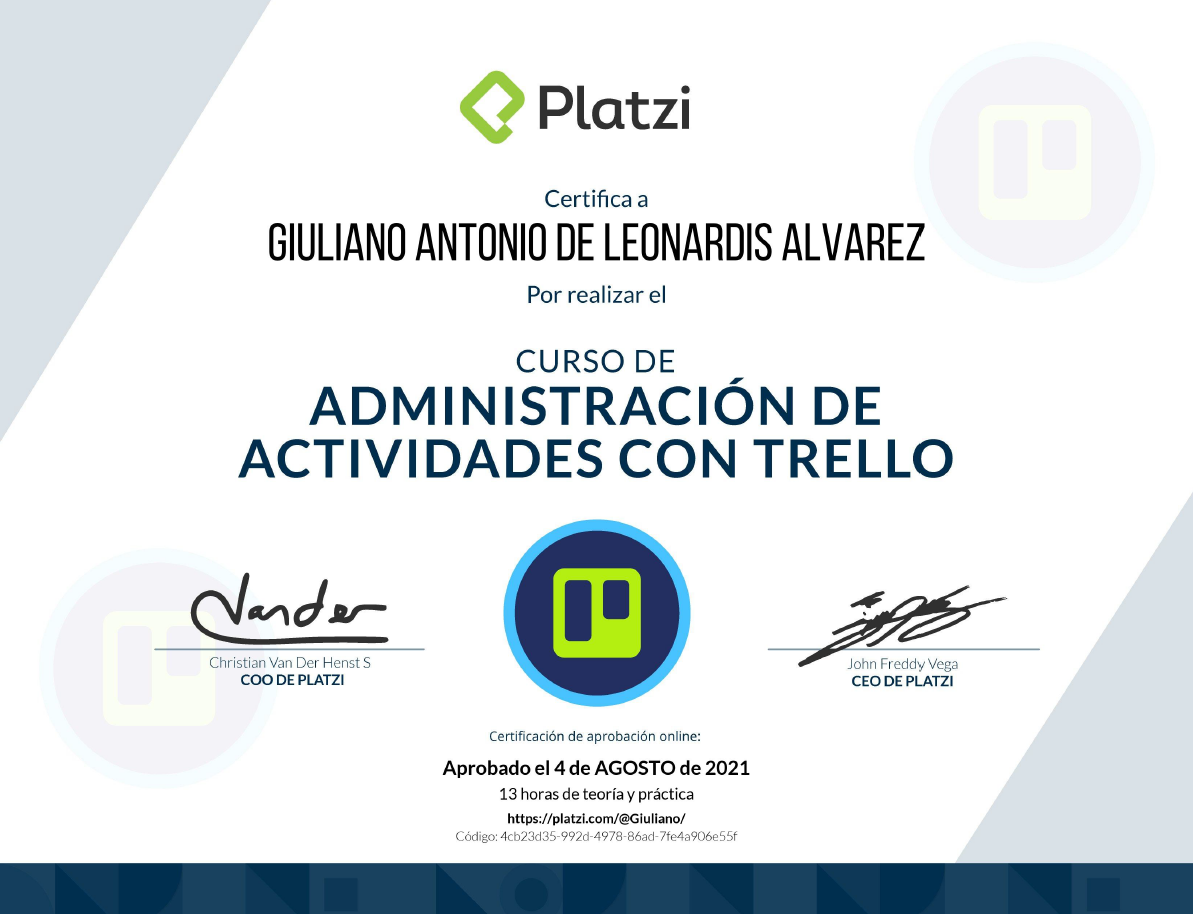 Platzi
Certifica a
GIULIANO ANTONIO DE LEONARDIS ALVAREZ
Por realizar el
CURSO DE
ADMINISTRACIÓN DE
ACTIVIDADES CON TRELLO
Vander
Christian Van Der Henst S
COO DE PLATZI
John Freddy Vega
CEO DE PLATZI
Certificación de aprobación online:
Aprobado el 4 de AGOSTO de 2021
13 horas de teoría y práctica
https://platzi.com/@Giuliano/
Código: 4cb23d35-992d-4978-86ad-7fe4a906e55f